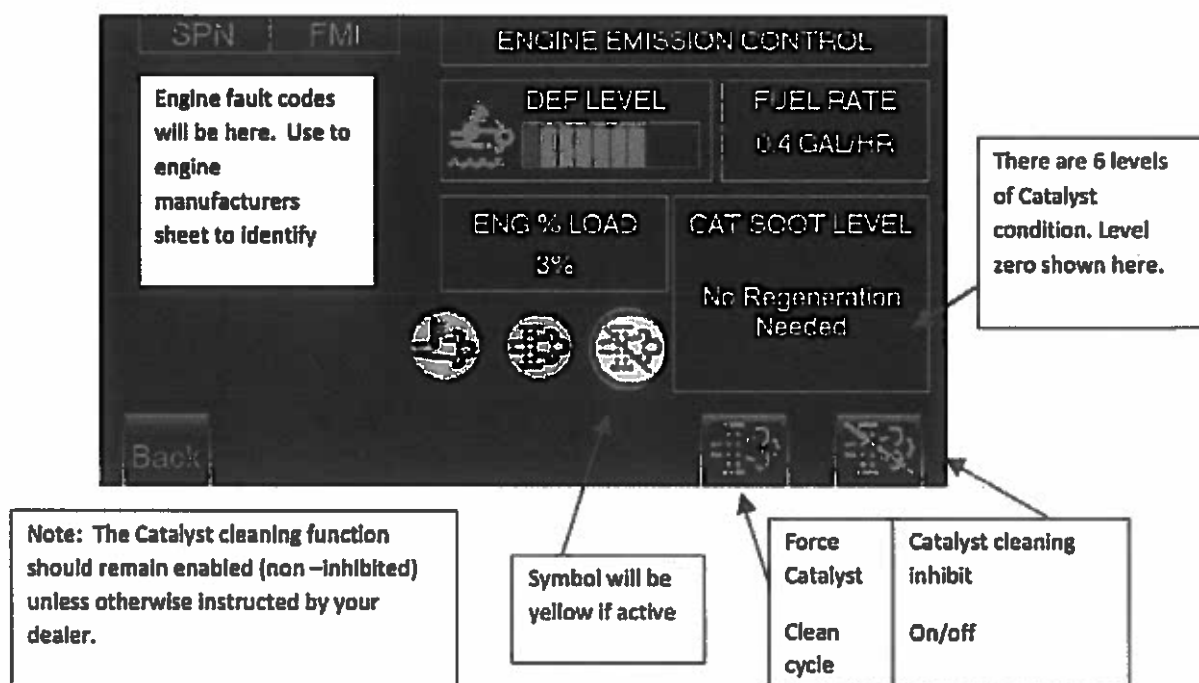 SPN FMI
ENGINE EMISSION CONTROL
Engine fault codes
will be here. Use to
engine
manufacturers
sheet to identify
DEF LEVEL
FUEL RATE
0.4 GAL/HR
There are 6 levels
of Catalyst
condition. Level
zero shown here.
ENG % LOAD
3%
CAT SOOT LEVEL
No Regeneration
Needed
Back
Note: The Catalyst cleaning function
should remain enabled (non –inhibited)
unless otherwise instructed by your
dealer.
Symbol will be
yellow if active
Force
Catalyst
Clean
cycle
Catalyst cleaning
inhibit
On/off